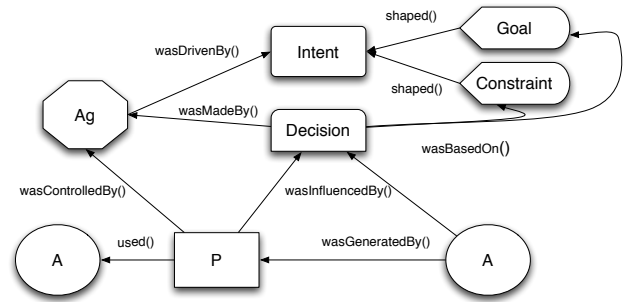 shaped()
Goal
wasDrivenBy()
Intent
shaped()
Constraint
Ag
wasMadeBy()
Decision
wasBasedOn()
wasControlledBy()
wasInfluencedBy()
A
used()
P
wasGeneratedBy()
A